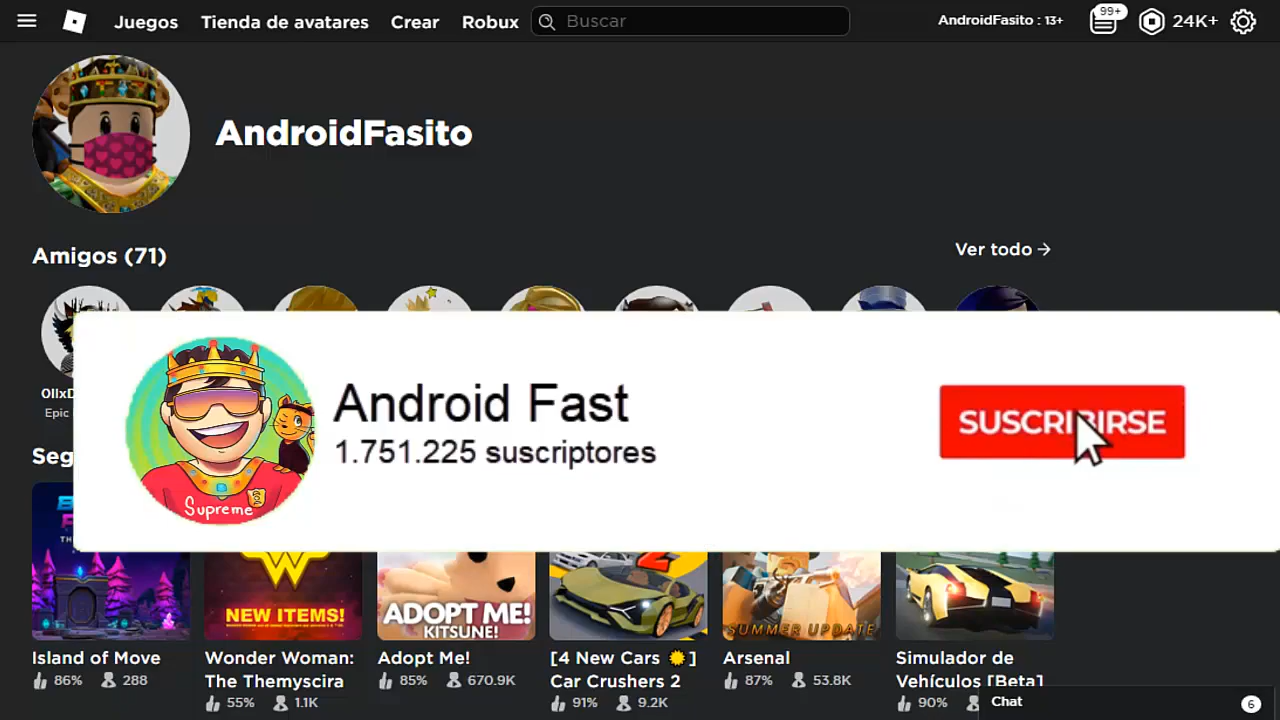 Juegos Tienda de avatares Crear Robux Buscar AndroidFasito : 13+ 99+ 24K+
AndroidFasito
Amigos (71) Ver todo →
Android Fast
1.751.225 suscriptores
SUSCRIBIRSE
Supreme
Epic
Seg
NEW ITEMS!
ADOPT ME!
KITSUNE!
2
SUMMER UPDATE
Island of Move
86% 288
Wonder Woman:
The Themyscira
55% 1.1K
Adopt Me!
85% 670.9K
[4 New Cars ]
Car Crushers 2
91% 9.2K
Arsenal
87% 53.8K
Simulador de
Vehículos [Beta]
90%
Chat 6